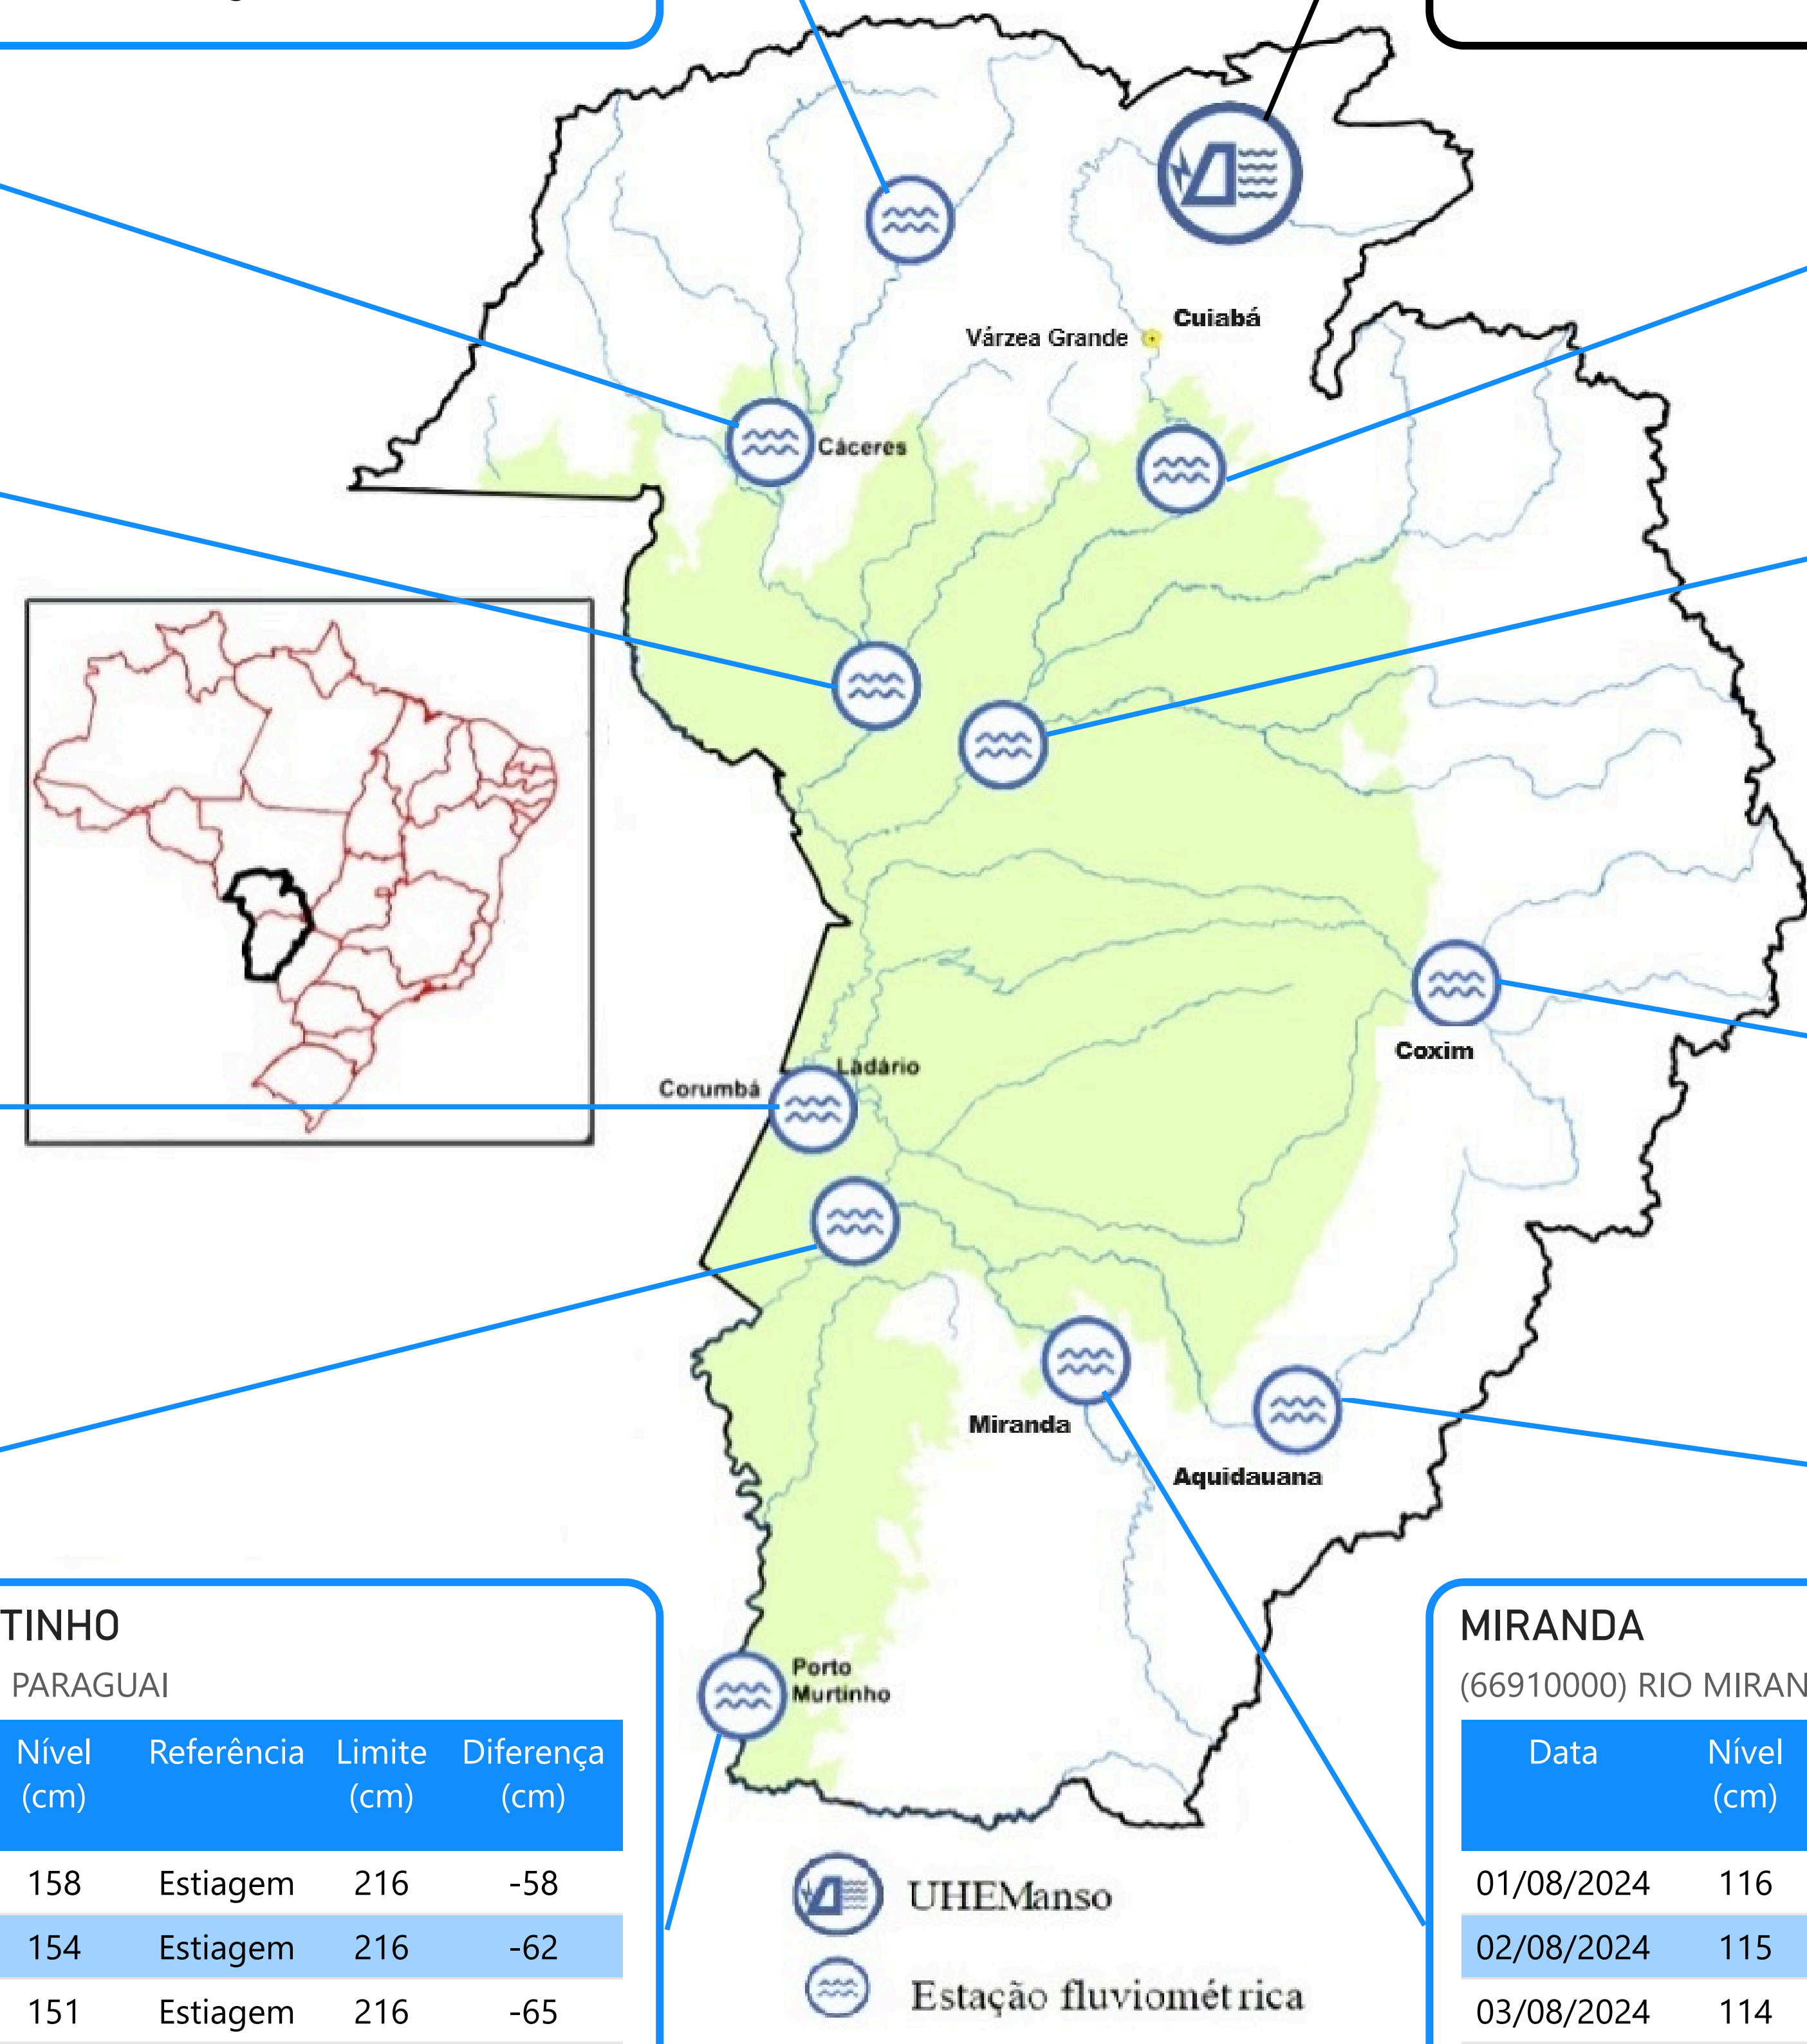 Cuiabá
Várzea Grande
Cáceres
Coxim
Ladário
Corumbá
Miranda
Aquidauana
TINHO
PARAGUAI
Nível
(cm)
Referência
Limite
(cm)
Diferença
(cm)
158 Estiagem 216 -58
154 Estiagem 216 -62
151 Estiagem 216 -65
Porto
Murtinho
UHEManso
Estação fluviométrica
MIRANDA
(66910000) RIO MIRAN
Data
Nível
(cm)
01/08/2024 116
02/08/2024 115
03/08/2024 114